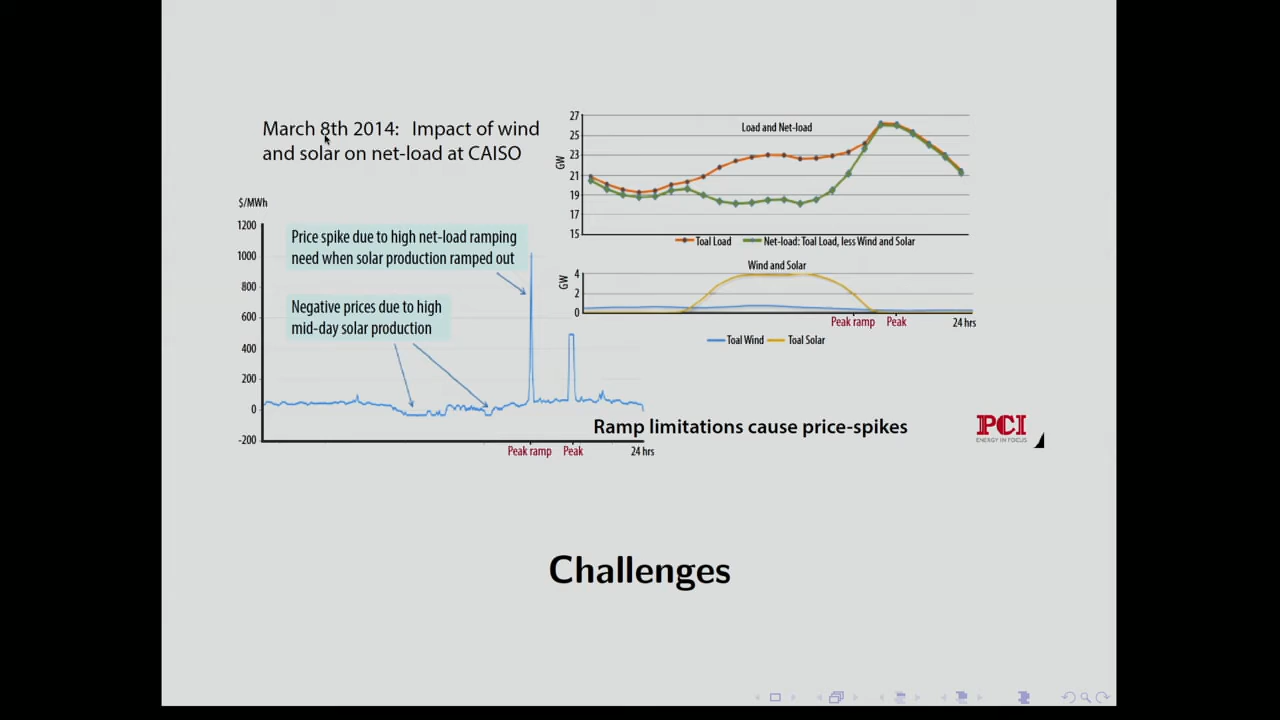 March 8th 2014: Impact of wind
and solar on net-load at CAISO
$/MWh
1200
1000
800
600
400
200
0
-200
Price spike due to high net-load ramping
need when solar production ramped out
Negative prices due to high
mid-day solar production
Peak ramp
Peak
24 hrs
27
25
23
21
19
17
15
GW
Load and Net-load
Toal Load
Net-load: Toal Load, less Wind and Solar
Wind and Solar
GW
4
2
0
Peak ramp
Peak
24 hrs
Toal Wind
Toal Solar
Ramp limitations cause price-spikes
PCI
ENERGY IN FOCUS
Challenges